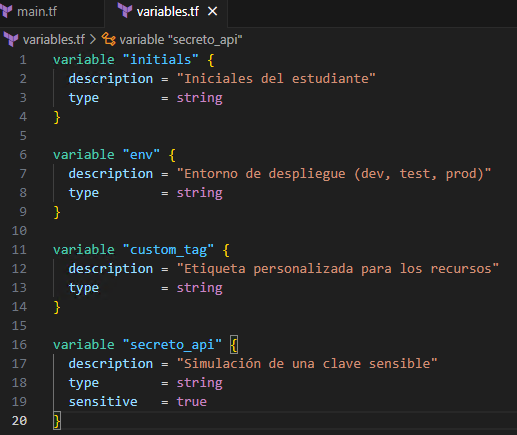 main.tf variables.tf ×
variables.tf > variable "secreto_api"
1 variable "initials" {
2 description = "Iniciales del estudiante"
3 type = string
4 }
5
6 variable "env" {
7 description = "Entorno de despliegue (dev, test, prod)"
8 type = string
9 }
10
11 variable "custom_tag" {
12 description = "Etiqueta personalizada para los recursos"
13 type = string
14 }
15
16 variable "secreto_api" {
17 description = "Simulación de una clave sensible"
18 type = string
19 sensitive = true
20 }